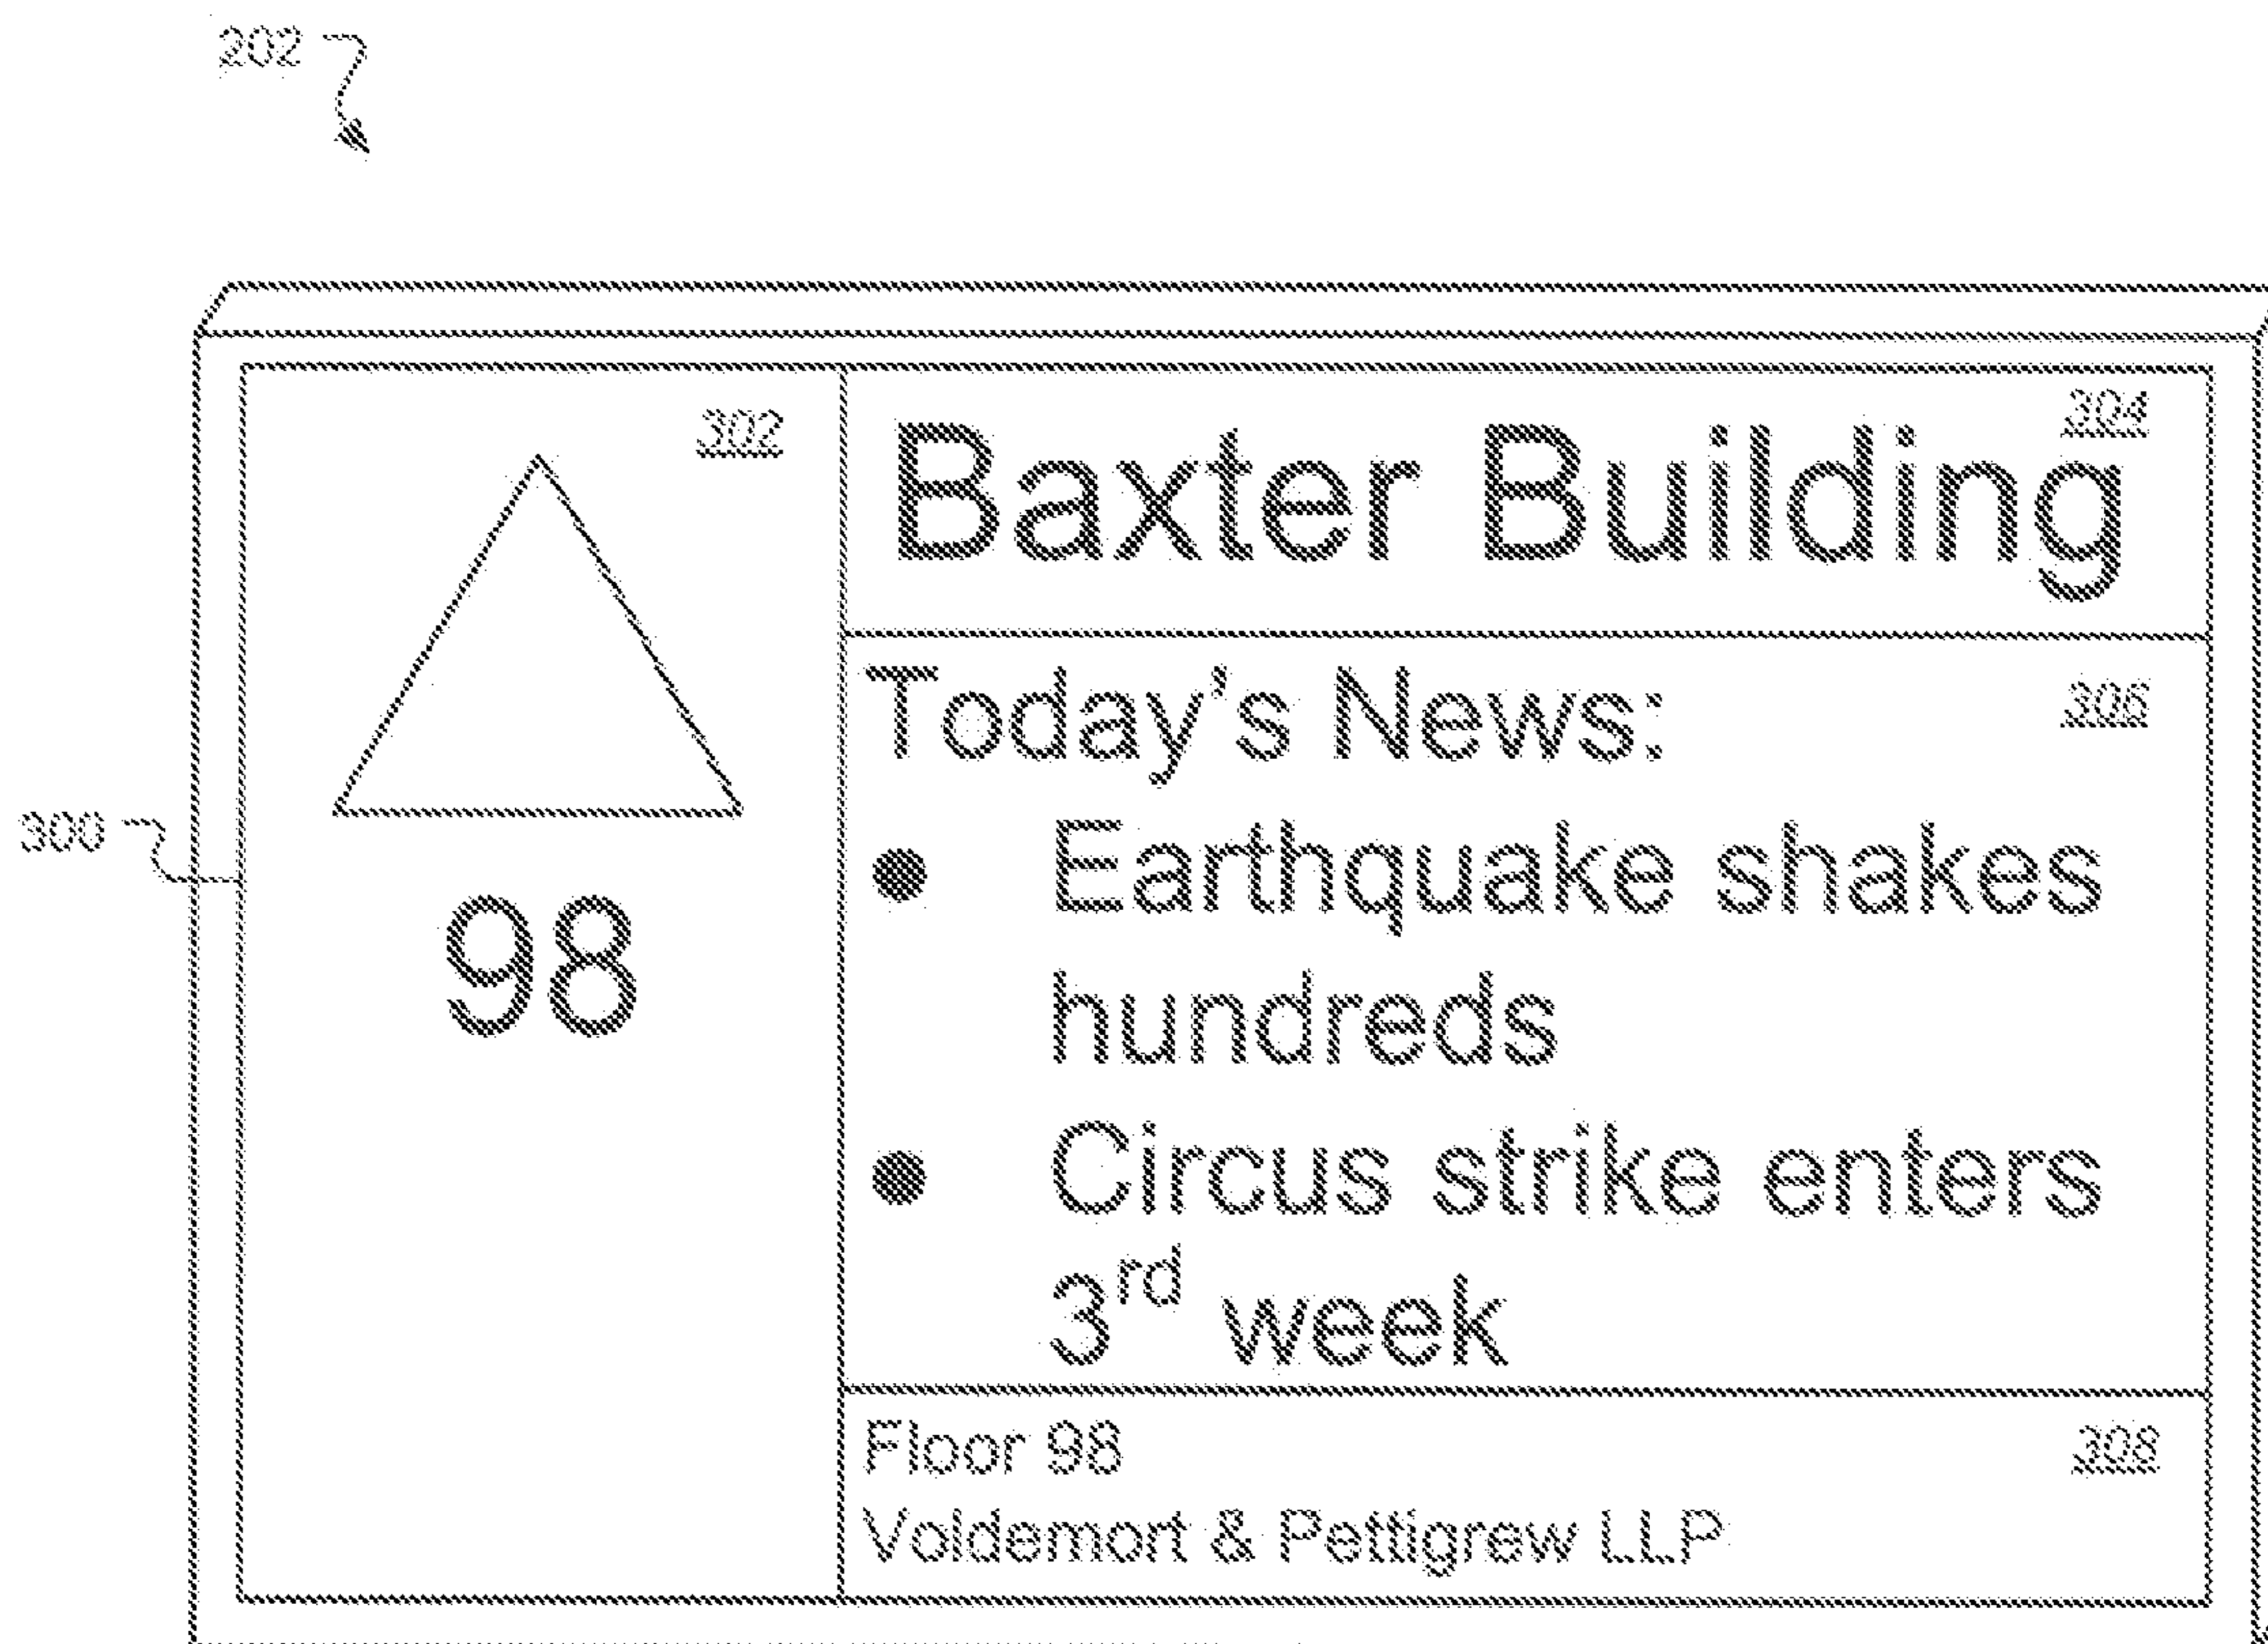 202
302
304
Baxter Building
Today's News:
306
300
98
• Earthquake shakes
hundreds
• Circus strike enters
3rd week
Floor 98
308
Voldemort & Pettigrew LLP